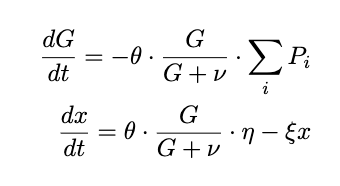 dG/dt = −θ · G/(G + ν) · ∑_i P_i
dx/dt = θ · G/(G + ν) · η − ξx